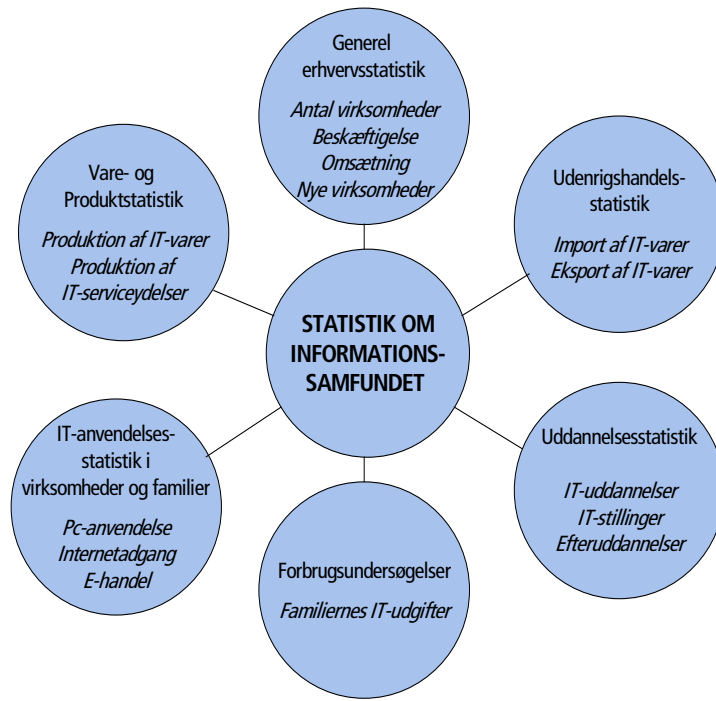 Generel
erhvervsstatistik
Antal virksomheder
Beskæftigelse
Omsætning
Nye virksomheder
Vare- og
Produktstatistik
Produktion af IT-varer
Produktion af
IT-serviceydelser
Udenrigshandels-
statistik
Import af IT-varer
Eksport af IT-varer
STATISTIK OM
INFORMATIONS-
SAMFUNDET
IT-anvendelses-
statistik i
virksomheder og familier
Pc-anvendelse
Internetadgang
E-handel
Uddannelsesstatistik
IT-uddannelser
IT-stillinger
Efteruddannelser
Forbrugsundersøgelser
Familiernes IT-udgifter